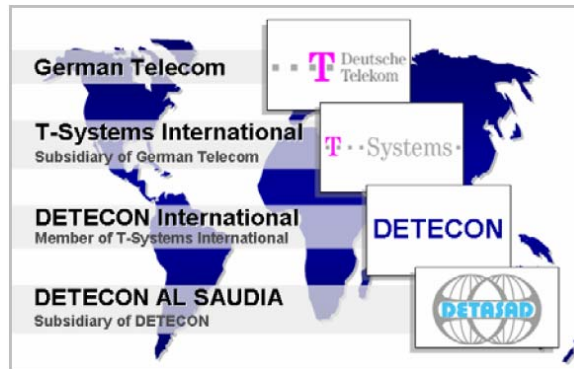 German Telecom
··T· Deutsche
Telekom
T-Systems International
Subsidiary of German Telecom
·T··Systems·
DETECON International
Member of T-Systems International
DETECON
DETECON AL SAUDIA
Subsidiary of DETECON
DETASAD